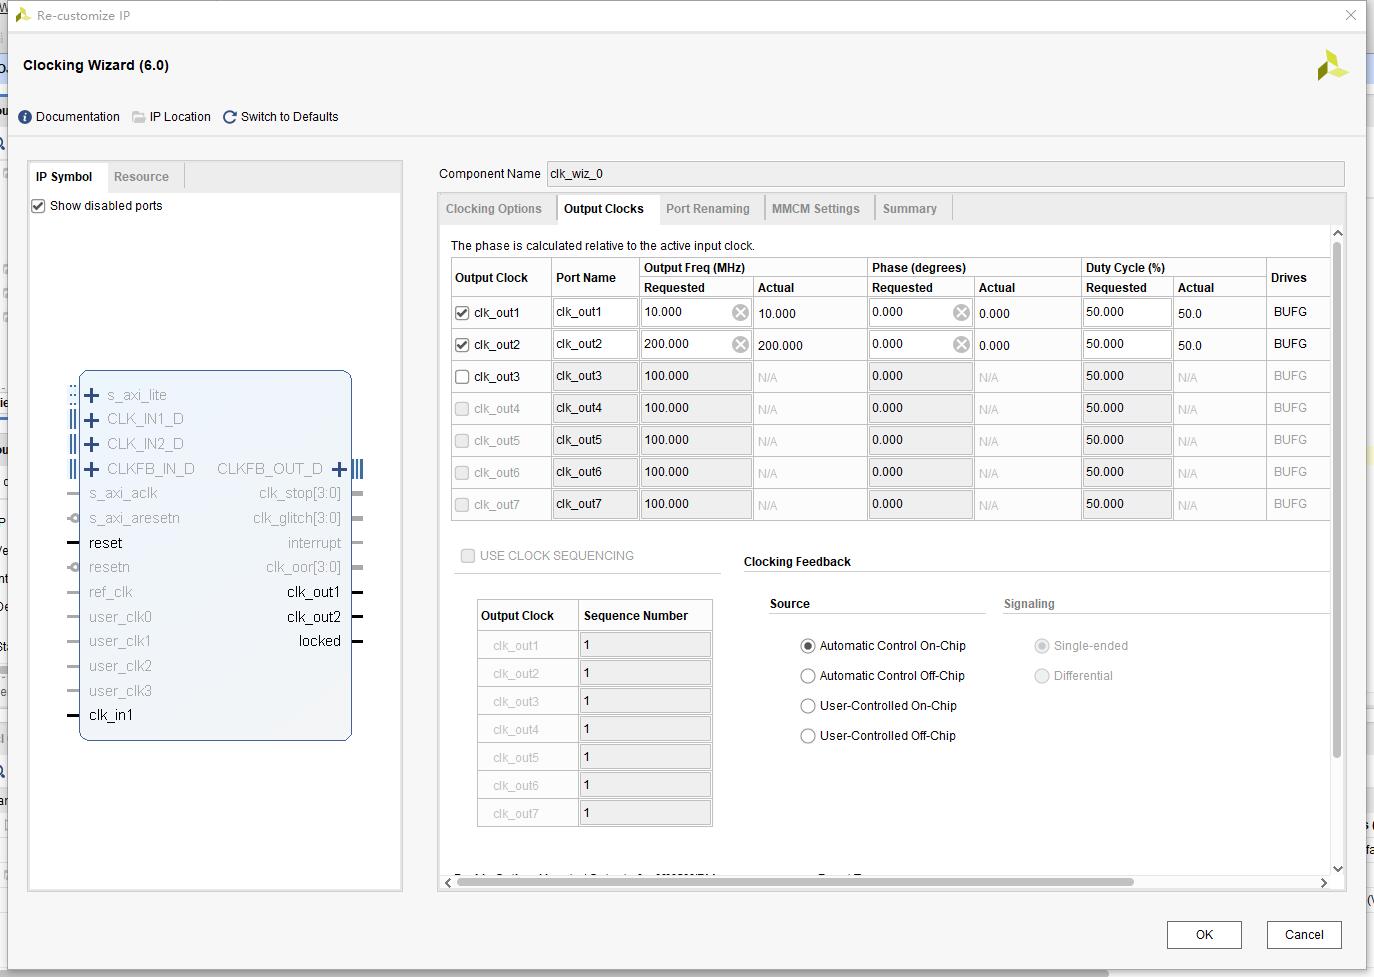 Re-customize IP
Clocking Wizard (6.0)
Documentation IP Location Switch to Defaults
IP Symbol Resource
Show disabled ports
s_axi_lite
CLK_IN1_D
CLK_IN2_D
CLKFB_IN_D CLKFB_OUT_D
s_axi_aclk clk_stop[3:0]
s_axi_aresetn clk_glitch[3:0]
reset interrupt
resetn clk_oor[3:0]
ref_clk clk_out1
user_clk0 clk_out2
user_clk1 locked
user_clk2
user_clk3
clk_in1
Component Name clk_wiz_0
Clocking Options Output Clocks Port Renaming MMCM Settings Summary
The phase is calculated relative to the active input clock.
Output Clock Port Name Output Freq (MHz) Phase (degrees) Duty Cycle (%) Drives
Requested Actual Requested Actual Requested Actual
clk_out1 clk_out1 10.000 10.000 0.000 0.000 50.000 50.0 BUFG
clk_out2 clk_out2 200.000 200.000 0.000 0.000 50.000 50.0 BUFG
clk_out3 clk_out3 100.000 N/A 0.000 N/A 50.000 N/A BUFG
clk_out4 clk_out4 100.000 N/A 0.000 N/A 50.000 N/A BUFG
clk_out5 clk_out5 100.000 N/A 0.000 N/A 50.000 N/A BUFG
clk_out6 clk_out6 100.000 N/A 0.000 N/A 50.000 N/A BUFG
clk_out7 clk_out7 100.000 N/A 0.000 N/A 50.000 N/A BUFG
USE CLOCK SEQUENCING
Output Clock Sequence Number
clk_out1 1
clk_out2 1
clk_out3 1
clk_out4 1
clk_out5 1
clk_out6 1
clk_out7 1
Clocking Feedback
Source Signaling
Automatic Control On-Chip Single-ended
Automatic Control Off-Chip Differential
User-Controlled On-Chip
User-Controlled Off-Chip
OK Cancel